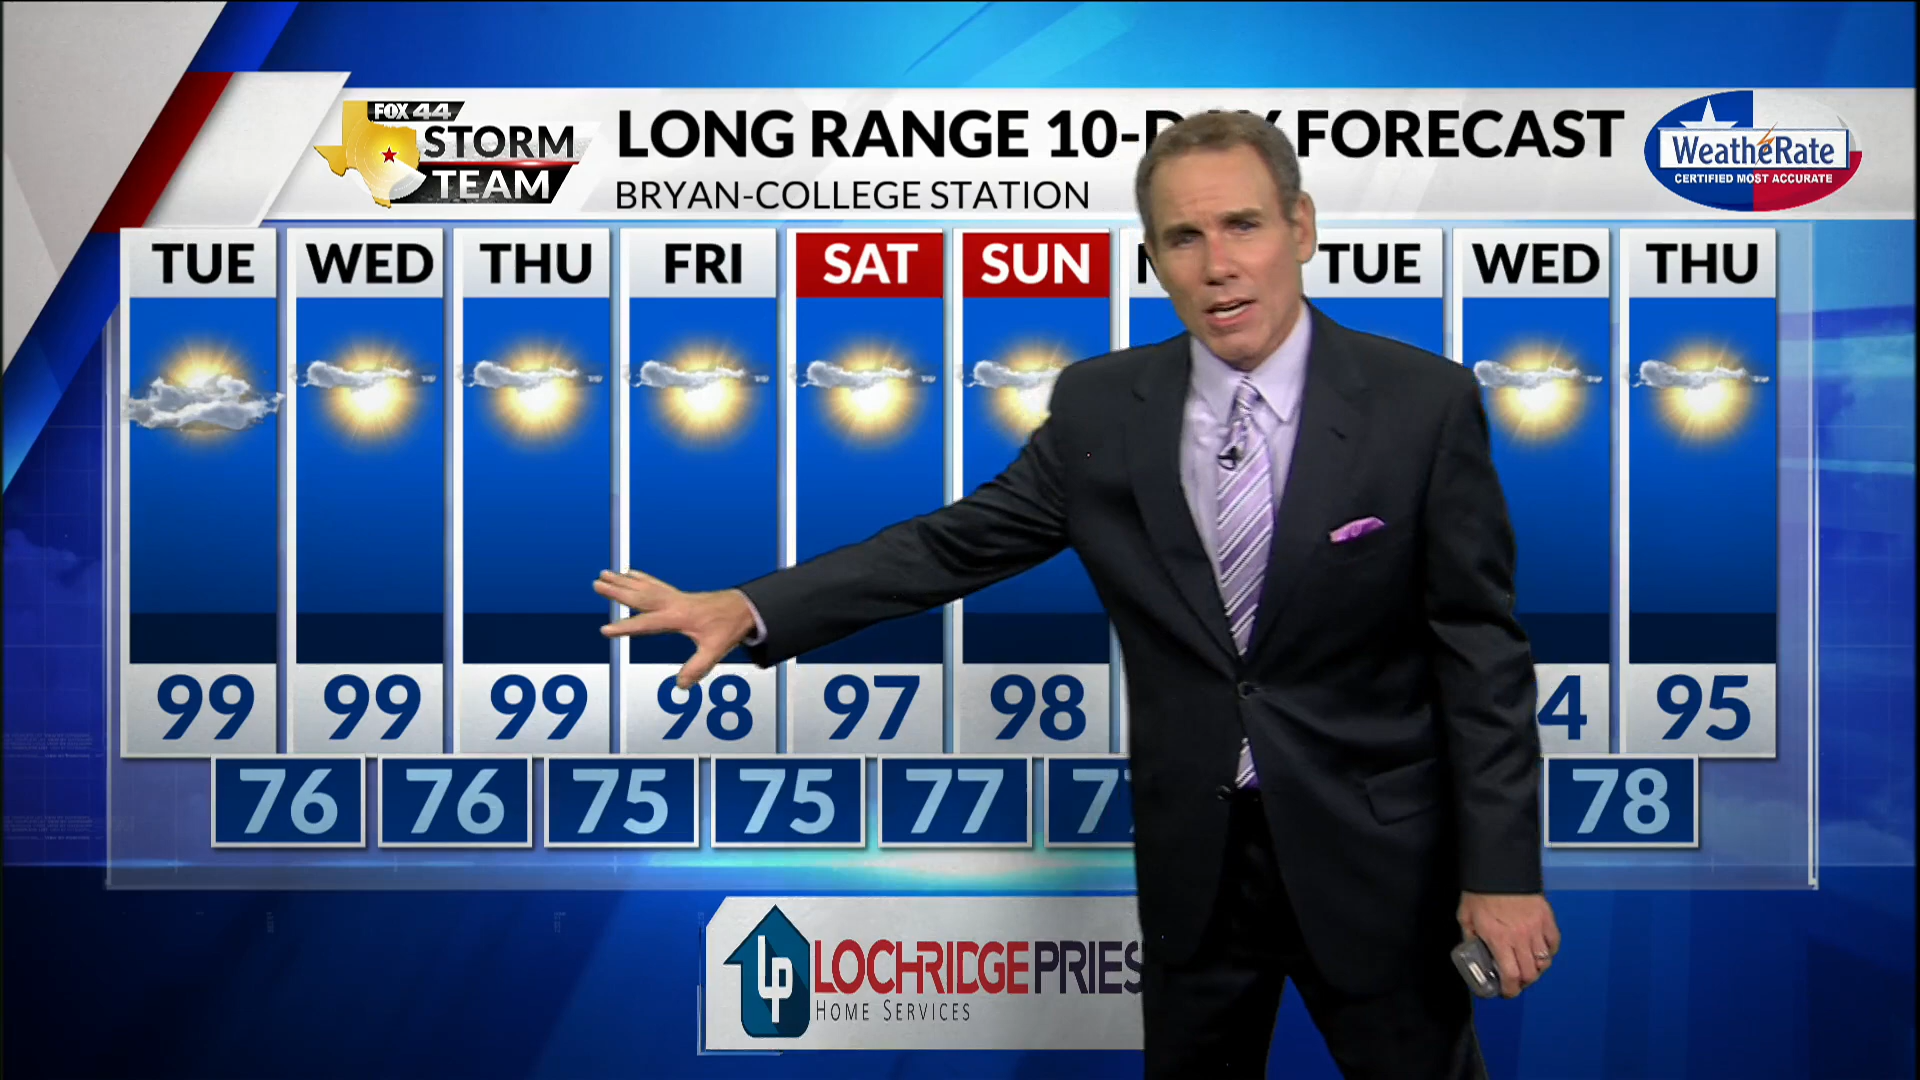 FOX 44
STORM
TEAM
LONG RANGE 10-DAY FORECAST
BRYAN-COLLEGE STATION
WeatheRate
CERTIFIED MOST ACCURATE
TUE WED THU FRI SAT SUN TUE WED THU
99 99 99 98 97 98 95
76 76 75 75 77 78
LP LOCHRIDGEPRIES
HOME SERVICES